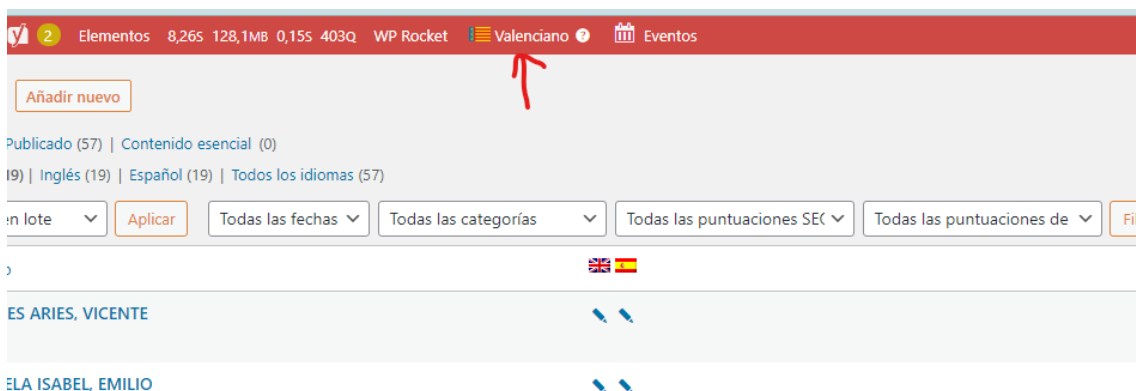 2 Elementos 8,26S 128,1MB 0,15S 403Q WP Rocket Valenciano ? Eventos
Añadir nuevo
Publicado (57) | Contenido esencial (0)
19) | Inglés (19) | Español (19) | Todos los idiomas (57)
en lote Aplicar Todas las fechas Todas las categorías Todas las puntuaciones SE Todas las puntuaciones de
ES ARIES, VICENTE
ELA ISABEL, EMILIO